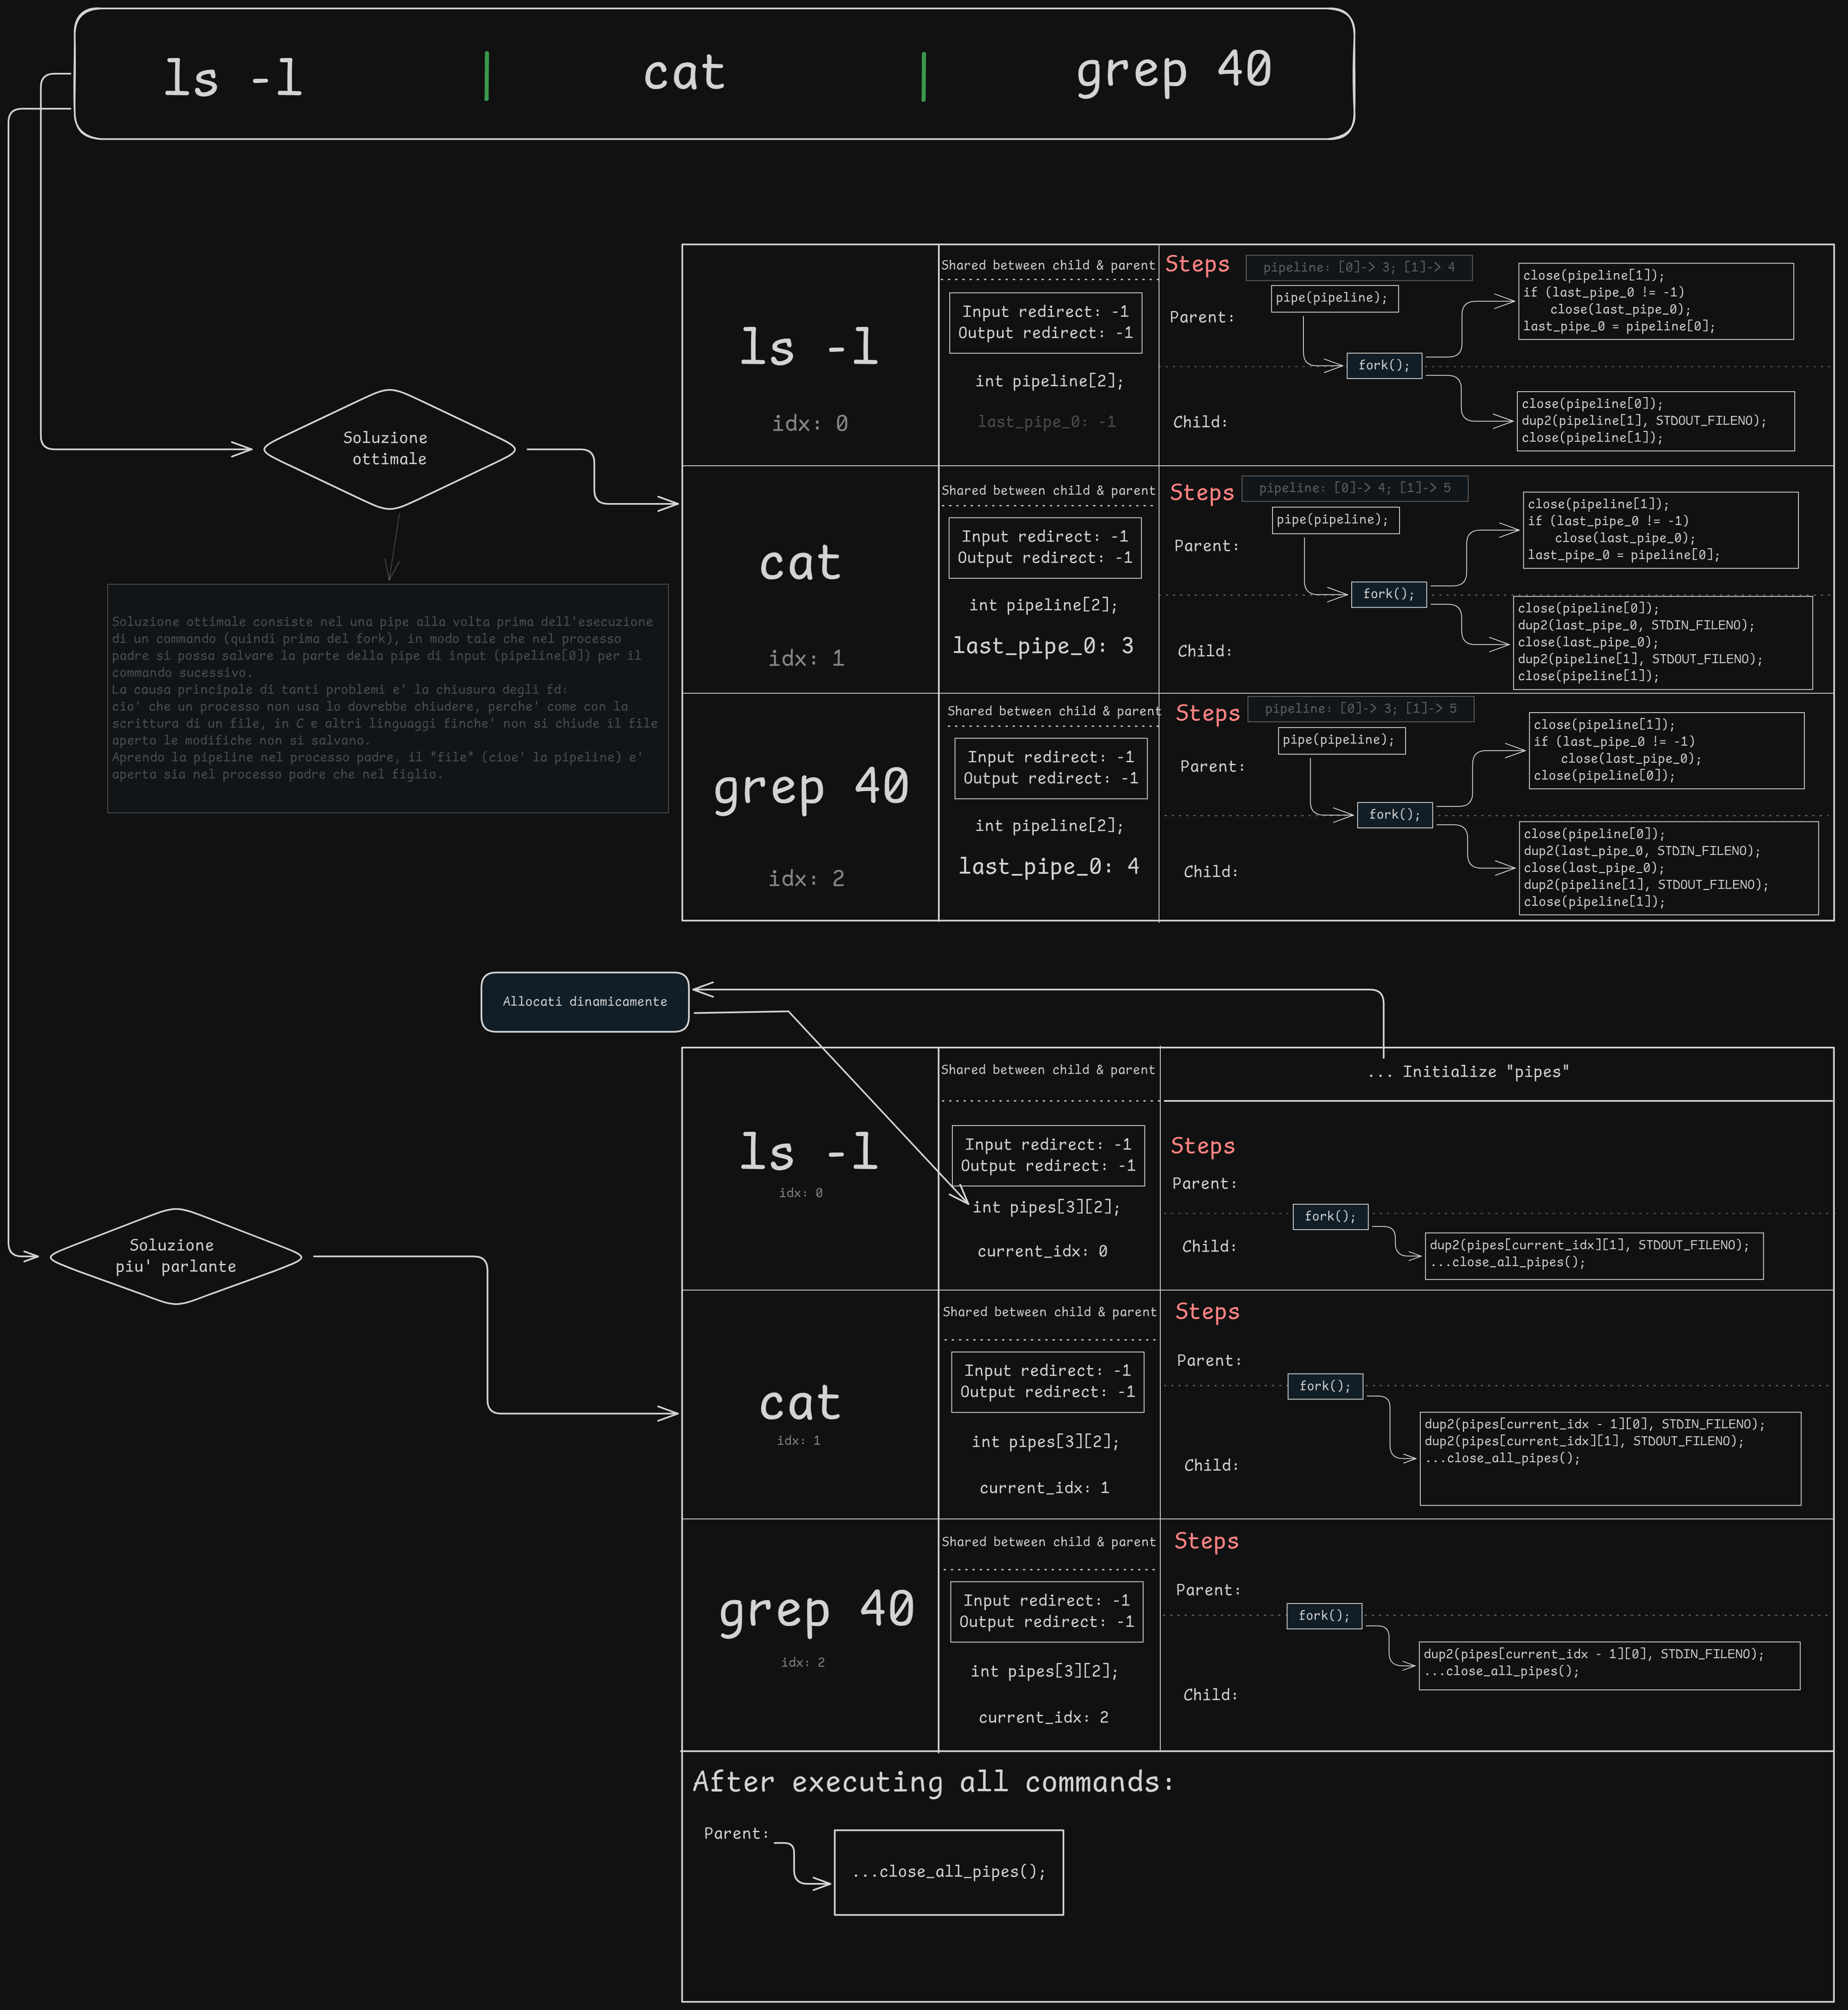 ls -l | cat | grep 40
Soluzione
ottimale
Soluzione ottimale consiste nel una pipe alla volta prima dell'esecuzione
di un commando (quindi prima del fork), in modo tale che nel processo
padre si possa salvare la parte della pipe di input (pipeline[0]) per il
commando sucessivo.
La causa principale di tanti problemi e' la chiusura degli fd:
cio' che un processo non usa lo dovrebbe chiudere, perche' come con la
scrittura di un file, in C e altri linguaggi finche' non si chiude il file
aperto le modifiche non si salvano.
Aprendo la pipeline nel processo padre, il "file" (cioe' la pipeline) e'
aperta sia nel processo padre che nel figlio.
ls -l
idx: 0
Shared between child & parent
Input redirect: -1
Output redirect: -1
int pipeline[2];
last_pipe_0: -1
Steps
pipeline: [0]-> 3; [1]-> 4
Parent:
pipe(pipeline);
fork();
close(pipeline[1]);
if (last_pipe_0 != -1)
close(last_pipe_0);
last_pipe_0 = pipeline[0];
Child:
close(pipeline[0]);
dup2(pipeline[1], STDOUT_FILENO);
close(pipeline[1]);
cat
idx: 1
Shared between child & parent
Input redirect: -1
Output redirect: -1
int pipeline[2];
last_pipe_0: 3
Steps
pipeline: [0]-> 4; [1]-> 5
Parent:
pipe(pipeline);
fork();
close(pipeline[1]);
if (last_pipe_0 != -1)
close(last_pipe_0);
last_pipe_0 = pipeline[0];
Child:
close(pipeline[0]);
dup2(last_pipe_0, STDIN_FILENO);
close(last_pipe_0);
dup2(pipeline[1], STDOUT_FILENO);
close(pipeline[1]);
grep 40
idx: 2
Shared between child & parent
Input redirect: -1
Output redirect: -1
int pipeline[2];
last_pipe_0: 4
Steps
pipeline: [0]-> 3; [1]-> 5
Parent:
pipe(pipeline);
fork();
close(pipeline[1]);
if (last_pipe_0 != -1)
close(last_pipe_0);
close(pipeline[0]);
Child:
close(pipeline[0]);
dup2(last_pipe_0, STDIN_FILENO);
close(last_pipe_0);
dup2(pipeline[1], STDOUT_FILENO);
close(pipeline[1]);
Allocati dinamicamente
Soluzione
piu' parlante
ls -l
idx: 0
Shared between child & parent
Input redirect: -1
Output redirect: -1
int pipes[3][2];
current_idx: 0
... Initialize "pipes"
Steps
Parent:
fork();
Child:
dup2(pipes[current_idx][1], STDOUT_FILENO);
...close_all_pipes();
cat
idx: 1
Shared between child & parent
Input redirect: -1
Output redirect: -1
int pipes[3][2];
current_idx: 1
Steps
Parent:
fork();
Child:
dup2(pipes[current_idx - 1][0], STDIN_FILENO);
dup2(pipes[current_idx][1], STDOUT_FILENO);
...close_all_pipes();
grep 40
idx: 2
Shared between child & parent
Input redirect: -1
Output redirect: -1
int pipes[3][2];
current_idx: 2
Steps
Parent:
fork();
Child:
dup2(pipes[current_idx - 1][0], STDIN_FILENO);
...close_all_pipes();
After executing all commands:
Parent:
...close_all_pipes();